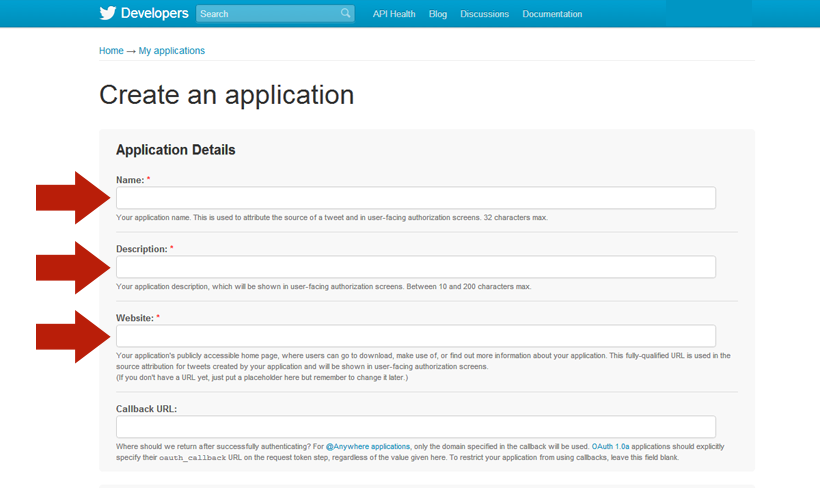 Developers Search API Health Blog Discussions Documentation
Home → My applications
Create an application
Application Details
Name: *
Your application name. This is used to attribute the source of a tweet and in user-facing authorization screens. 32 characters max.
Description: *
Your application description, which will be shown in user-facing authorization screens. Between 10 and 200 characters max.
Website: *
Your application's publicly accessible home page, where users can go to download, make use of, or find out more information about your application. This fully-qualified URL is used in the
source attribution for tweets created by your application and will be shown in user-facing authorization screens.
(If you don't have a URL yet, just put a placeholder here but remember to change it later.)
Callback URL:
Where should we return after successfully authenticating? For @Anywhere applications, only the domain specified in the callback will be used. OAuth 1.0a applications should explicitly
specify their oauth_callback URL on the request token step, regardless of the value given here. To restrict your application from using callbacks, leave this field blank.